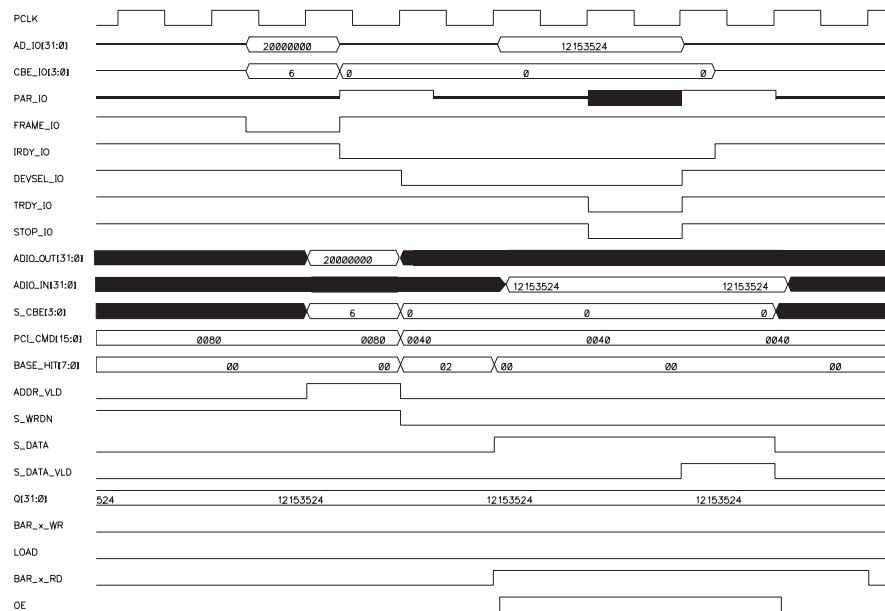 PCLK
AD_IO[31:0] 20000000 12153524
CBE_IO[3:0] 6 0 0 0
PAR_IO
FRAME_IO
IRDY_IO
DEVSEL_IO
TRDY_IO
STOP_IO
ADIO_OUT[31:0] 20000000
ADIO_IN[31:0] 12153524 12153524
S_CBE[3:0] 6 0 0 0
PCI_CMD[15:0] 0080 0080 0040 0040 0040
BASE_HIT[7:0] 00 00 02 00 00 00
ADDR_VLD
S_WRDN
S_DATA
S_DATA_VLD
Q[31:0] 524 12153524 12153524 12153524
BAR_x_WR
LOAD
BAR_x_RD
OE